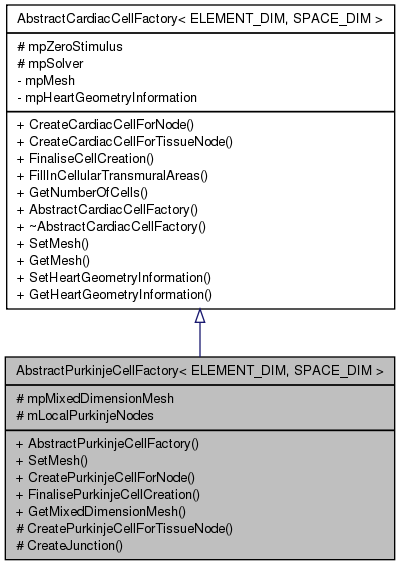 AbstractCardiacCellFactory< ELEMENT_DIM, SPACE_DIM >
# mpZeroStimulus
# mpSolver
- mpMesh
- mpHeartGeometryInformation
+ CreateCardiacCellForNode()
+ CreateCardiacCellForTissueNode()
+ FinaliseCellCreation()
+ FillInCellularTransmuralAreas()
+ GetNumberOfCells()
+ AbstractCardiacCellFactory()
+ ~AbstractCardiacCellFactory()
+ SetMesh()
+ GetMesh()
+ SetHeartGeometryInformation()
+ GetHeartGeometryInformation()
AbstractPurkinjeCellFactory< ELEMENT_DIM, SPACE_DIM >
# mpMixedDimensionMesh
# mLocalPurkinjeNodes
+ AbstractPurkinjeCellFactory()
+ SetMesh()
+ CreatePurkinjeCellForNode()
+ FinalisePurkinjeCellCreation()
+ GetMixedDimensionMesh()
# CreatePurkinjeCellForTissueNode()
# CreateJunction()